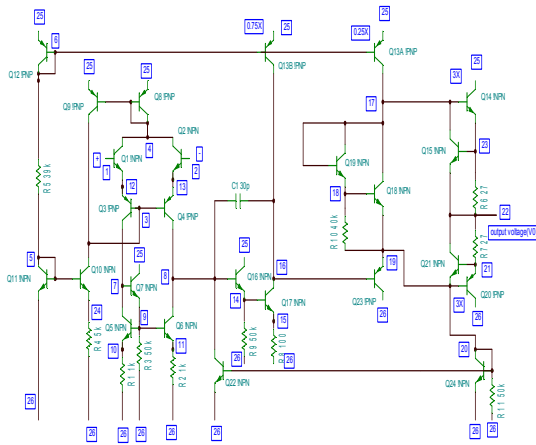 25
0.75X
25
0.25X
25
6
Q12 !PNP
Q13B !PNP
Q13A !PNP
25
25
25
Q9 !PNP
Q8 !PNP
17
3X
Q14 !NPN
Q2 !NPN
Q15 !NPN
23
4
+
Q1 !NPN
-
Q19 !NPN
1
2
R5 39k
12
13
C1 30p
18
Q18 !NPN
R6 27
Q3 !PNP
3
Q4 !PNP
R10 40k
22
output voltage(V0
R7 27
5
25
8
16
19
Q21 !NPN
21
Q11 !NPN
Q10 !NPN
7
Q7 !NPN
Q16 !NPN
Q23 !PNP
Q20 !PNP
24
14
Q17 !NPN
26
3X
26
9
15
Q5 !NPN
Q6 !NPN
R4 5k
10
R3 50k
11
R9 50k
R8 100
20
26
26
R1 1k
R2 1k
Q22 !NPN
Q24 !NPN
R11 50k
26
26
26
26
26
26
26
26
26